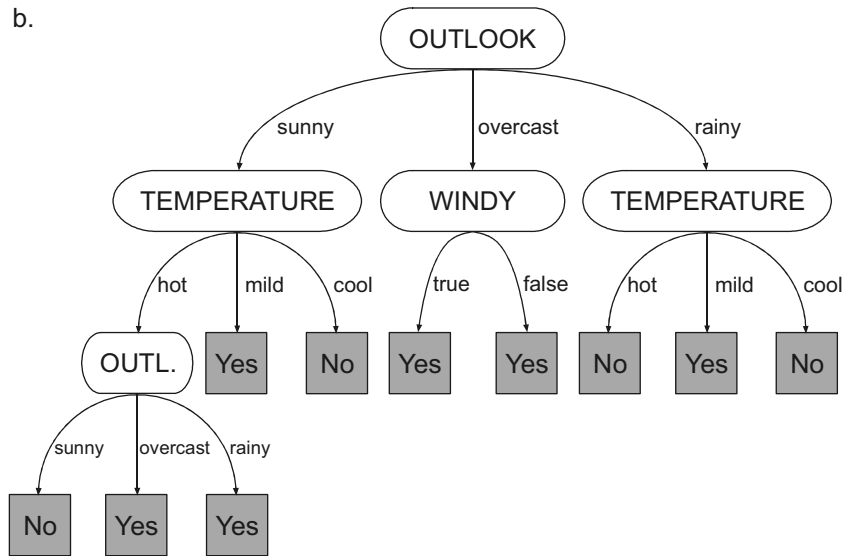 b.
OUTLOOK
sunny overcast rainy
TEMPERATURE WINDY TEMPERATURE
hot mild cool true false hot mild cool
OUTL. Yes No Yes Yes No Yes No
sunny overcast rainy
No Yes Yes